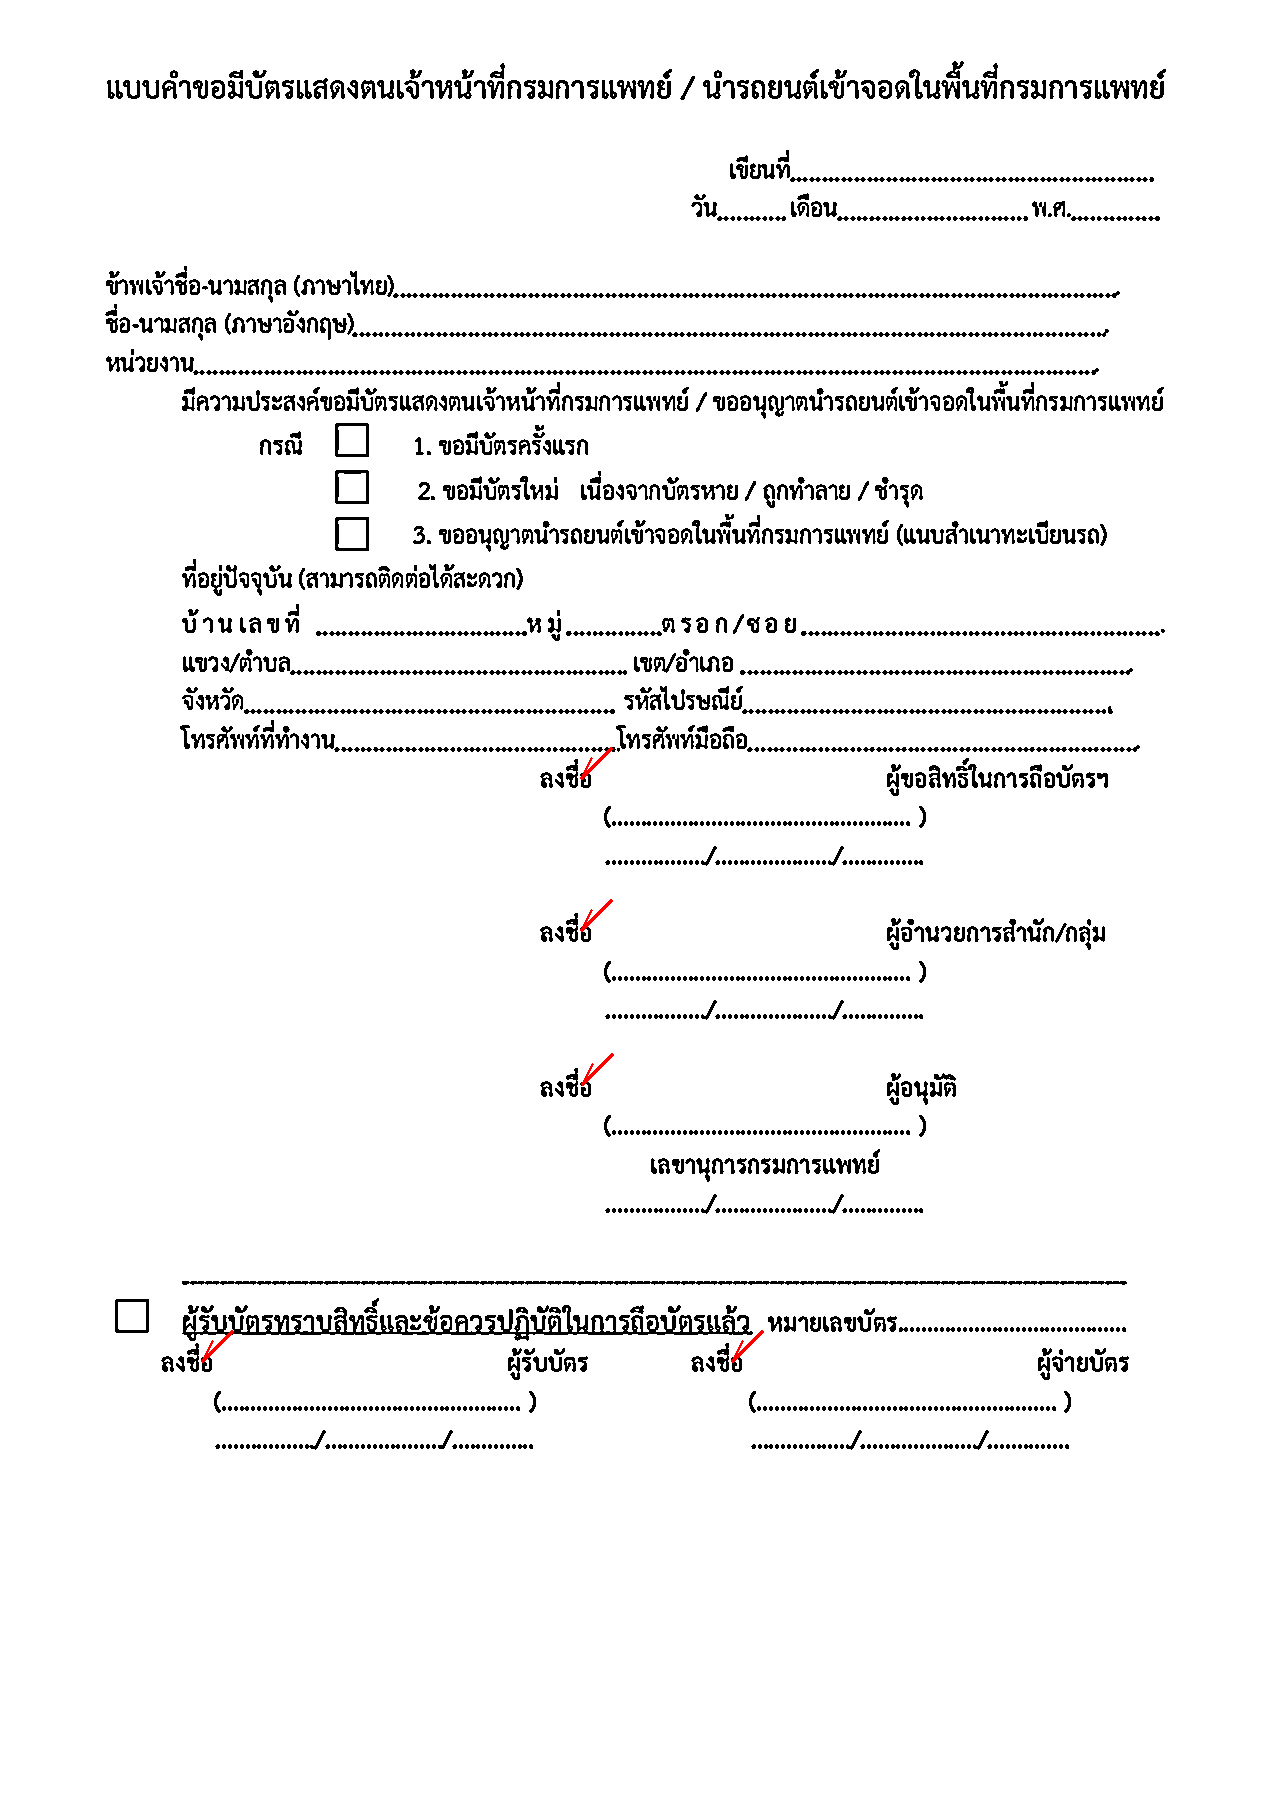 แบบคำขอมีบัตรแสดงตนเจ้าหน้าที่กรมการแพทย์ / นำรถยนต์เข้าจอดในพื้นที่กรมการแพทย์
เขียนที่..........................................................
วัน...........เดือน..............................พ.ศ..............
ข้าพเจ้าชื่อ-นามสกุล (ภาษาไทย)....................................................................................................................
ชื่อ-นามสกุล (ภาษาอังกฤษ).........................................................................................................................
หน่วยงาน.................................................................................................................................................
มีความประสงค์ขอมีบัตรแสดงตนเจ้าหน้าที่กรมการแพทย์ / ขออนุญาตนำรถยนต์เข้าจอดในพื้นที่กรมการแพทย์
กรณี 1. ขอมีบัตรครั้งแรก
2. ขอมีบัตรใหม่ เนื่องจากบัตรหาย / ถูกทำลาย / ชำรุด
3. ขออนุญาตนำรถยนต์เข้าจอดในพื้นที่กรมการแพทย์ (แนบสำเนาทะเบียนรถ)
ที่อยู่ปัจจุบัน (สามารถติดต่อได้สะดวก)
บ้านเลขที่ ..................................หมู่...............ตรอก/ซอย..........................................................
แขวง/ตำบล...................................................... เขต/อำเภอ ..............................................................
จังหวัด........................................................... รหัสไปรษณีย์...........................................................
โทรศัพท์ที่ทำงาน..............................................โทรศัพท์มือถือ..............................................................
ลงชื่อ ผู้ขอสิทธิ์ในการถือบัตรฯ
(................................................... )
................./..................../..............
ลงชื่อ ผู้อำนวยการสำนัก/กลุ่ม
(................................................... )
................./..................../..............
ลงชื่อ ผู้อนุมัติ
(................................................... )
เลขานุการกรมการแพทย์
................./..................../..............
ผู้รับบัตรทราบสิทธิ์และข้อควรปฏิบัติในการถือบัตรแล้ว หมายเลขบัตร.......................................
ลงชื่อ ผู้รับบัตร ลงชื่อ ผู้จ่ายบัตร
(................................................... ) (................................................... )
................./..................../.............. ................./..................../..............